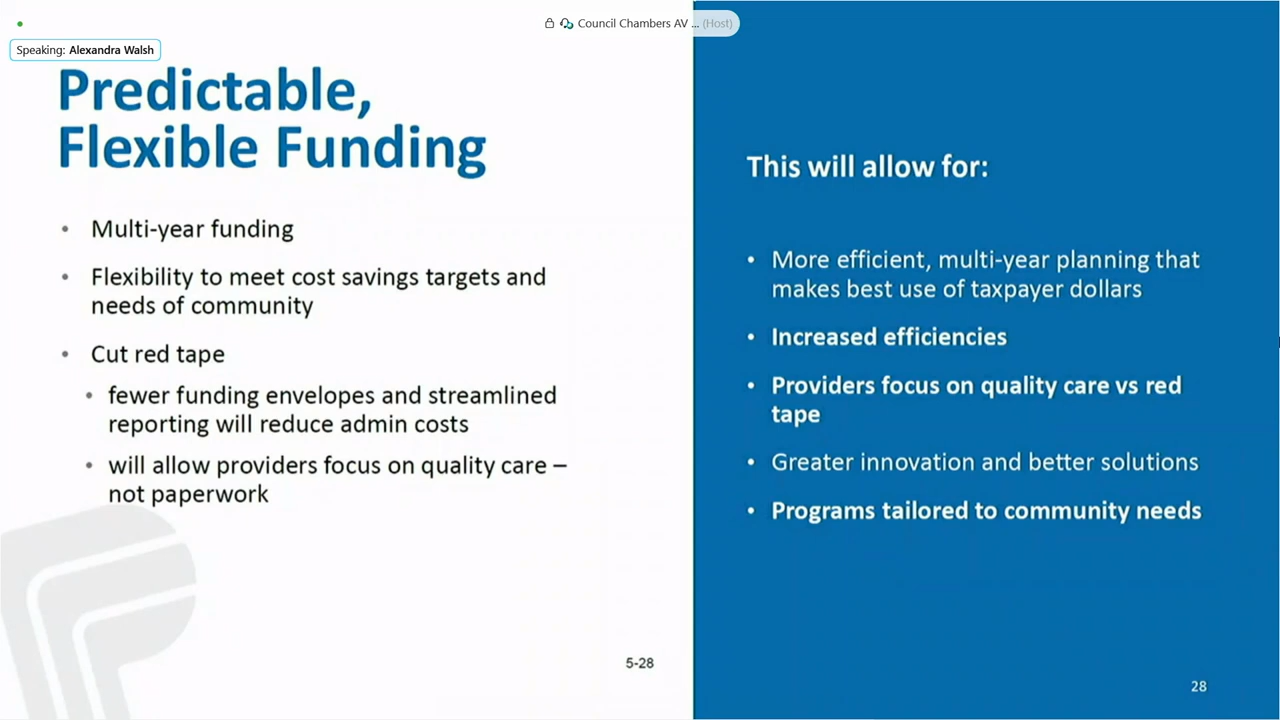 Council Chambers AV ... (Host)
Speaking: Alexandra Walsh
Predictable,
Flexible Funding
• Multi-year funding
• Flexibility to meet cost savings targets and
needs of community
• Cut red tape
• fewer funding envelopes and streamlined
reporting will reduce admin costs
• will allow providers focus on quality care –
not paperwork
5-28
This will allow for:
• More efficient, multi-year planning that
makes best use of taxpayer dollars
• Increased efficiencies
• Providers focus on quality care vs red
tape
• Greater innovation and better solutions
• Programs tailored to community needs
28